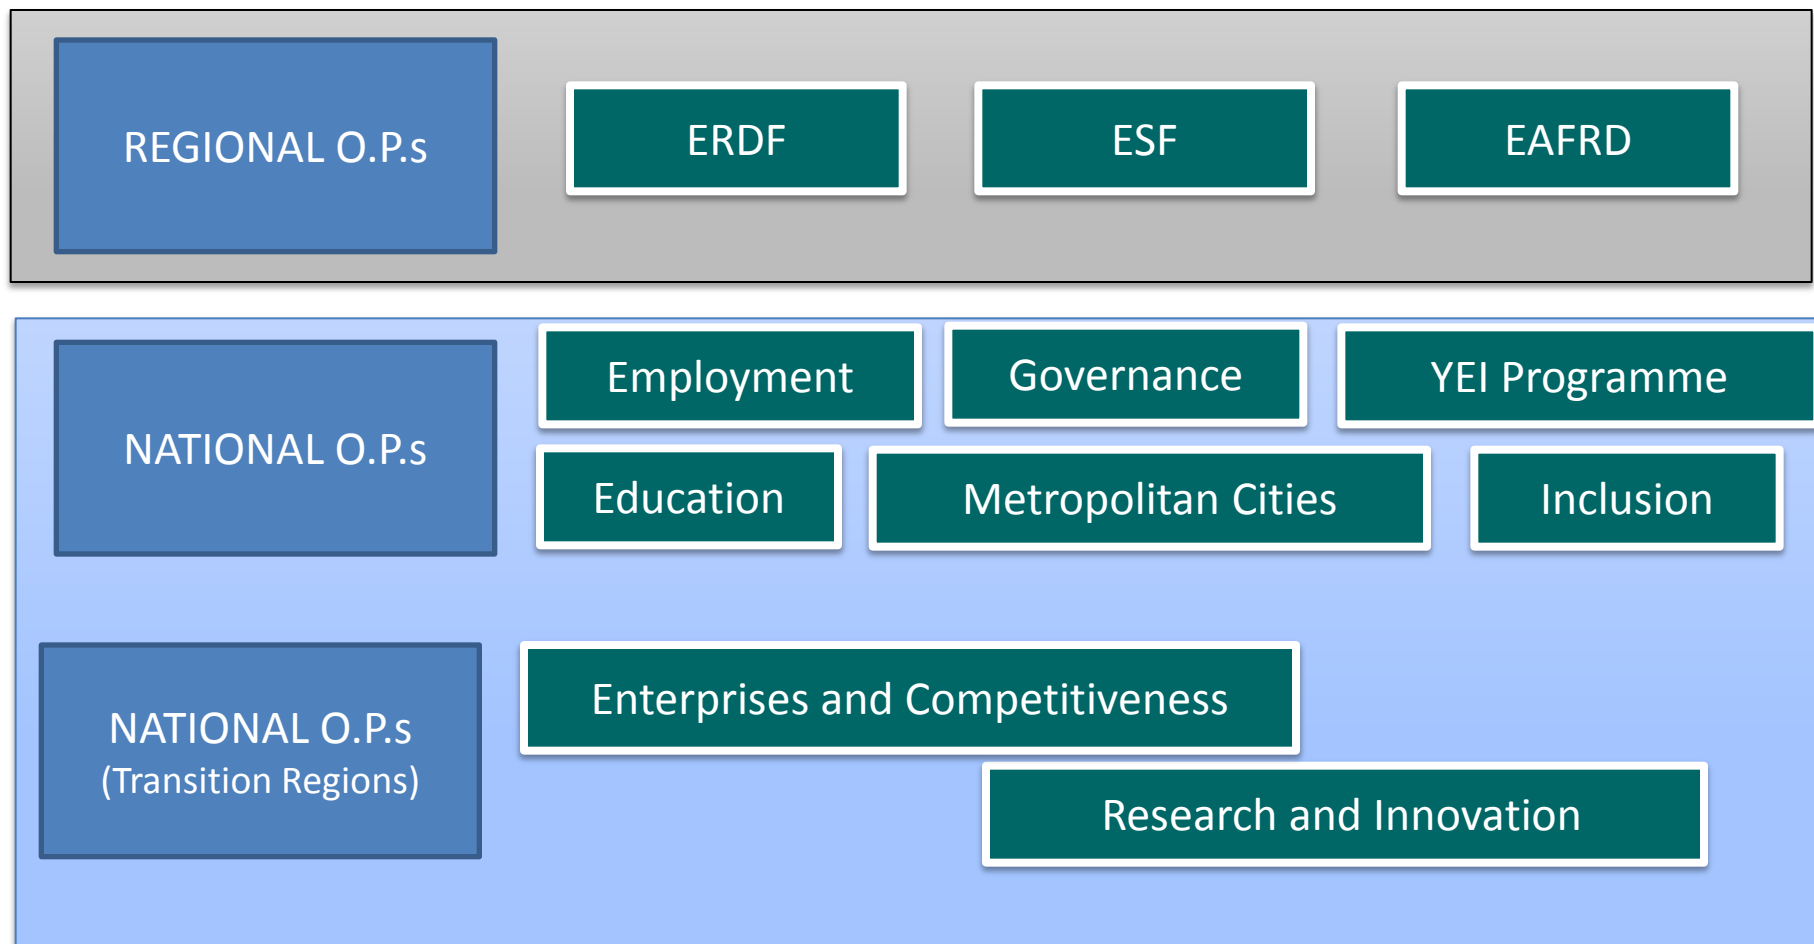 REGIONAL O.P.s
ERDF
ESF
EAFRD
NATIONAL O.P.s
Employment
Governance
YEI Programme
Education
Metropolitan Cities
Inclusion
NATIONAL O.P.s
(Transition Regions)
Enterprises and Competitiveness
Research and Innovation